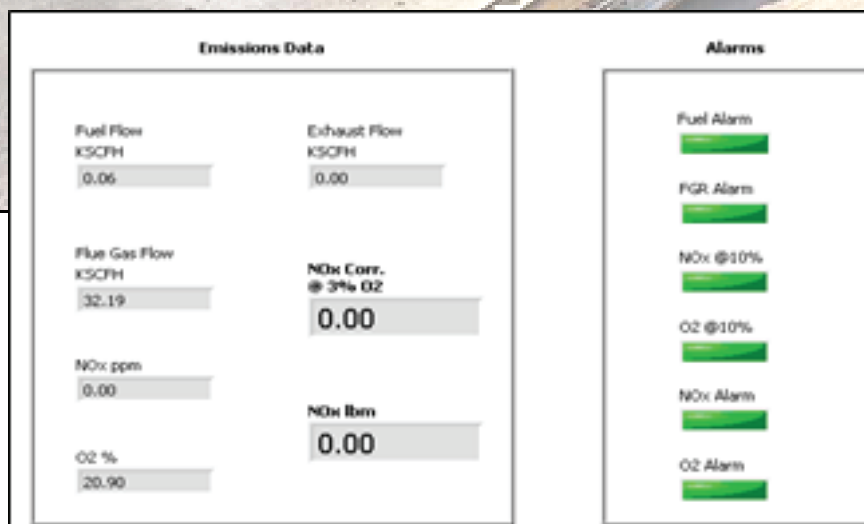 Emissions Data
Fuel Flow
KSCFH
0.06
Exhaust Flow
KSCFH
0.00
Flue Gas Flow
KSCFH
32.19
NOx Corr.
@ 3% O2
0.00
NOx ppm
0.00
NOx lbm
0.00
O2 %
20.90
Alarms
Fuel Alarm
FGR Alarm
NOx @10%
O2 @10%
NOx Alarm
O2 Alarm